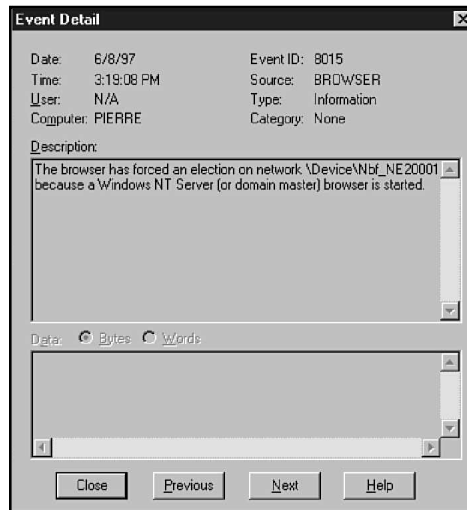 Event Detail
Date: 6/8/97 Event ID: 8015
Time: 3:19:08 PM Source: BROWSER
User: N/A Type: Information
Computer: PIERRE Category: None
Description:
The browser has forced an election on network \Device\Nbf_NE20001
because a Windows NT Server (or domain master) browser is started.
Data: Bytes Words
Close Previous Next Help